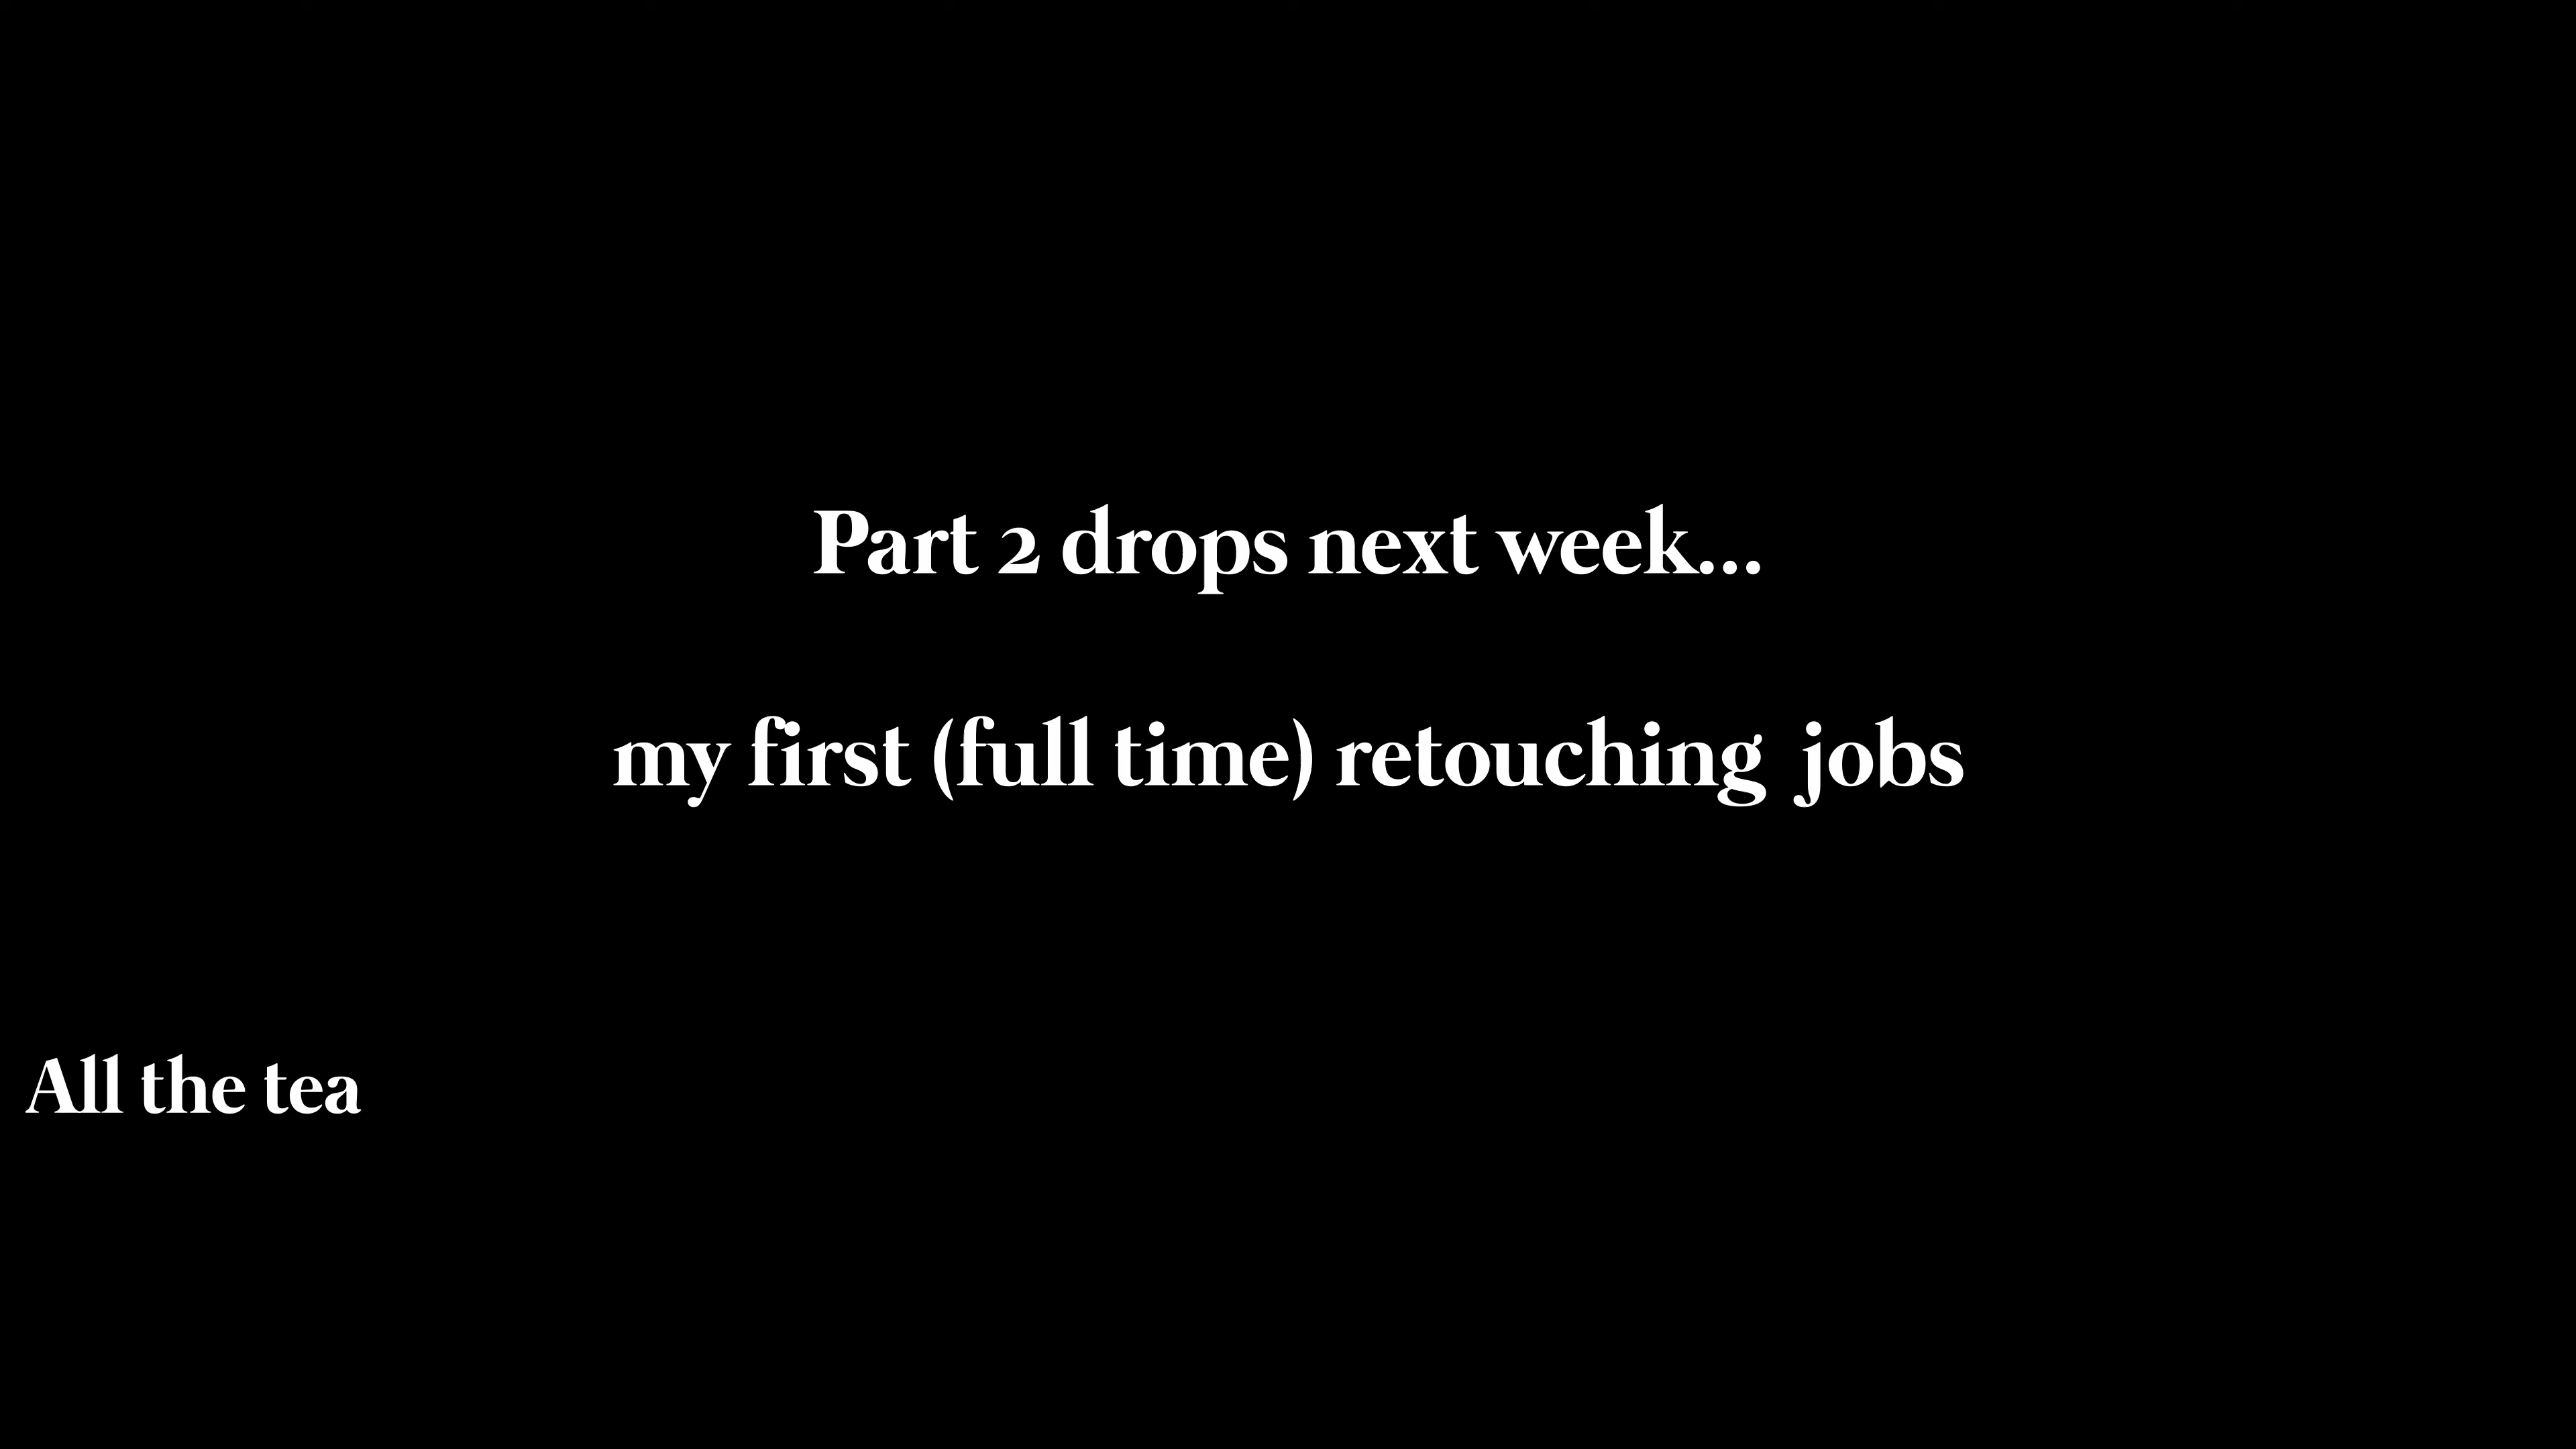 Part 2 drops next week...
my first (full time) retouching  jobs
All the tea